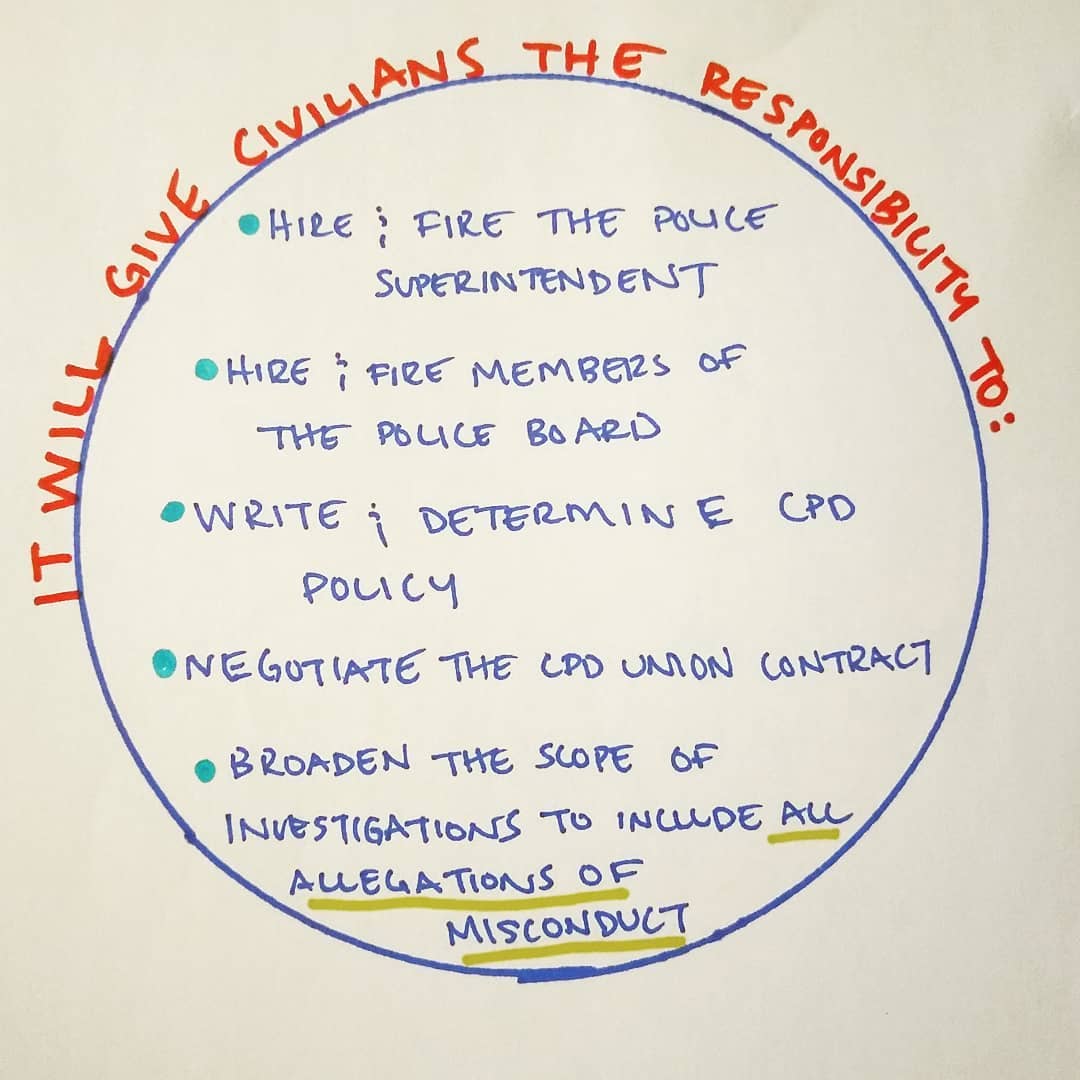 IT WILL GIVE CIVILIANS THE RESPONSIBILITY TO:
• HIRE & FIRE THE POLICE
SUPERINTENDENT
• HIRE & FIRE MEMBERS OF
THE POLICE BOARD
• WRITE & DETERMINE CPD
POLICY
• NEGOTIATE THE CPD UNION CONTRACT
• BROADEN THE SCOPE OF
INVESTIGATIONS TO INCLUDE ALL
ALLEGATIONS OF
MISCONDUCT